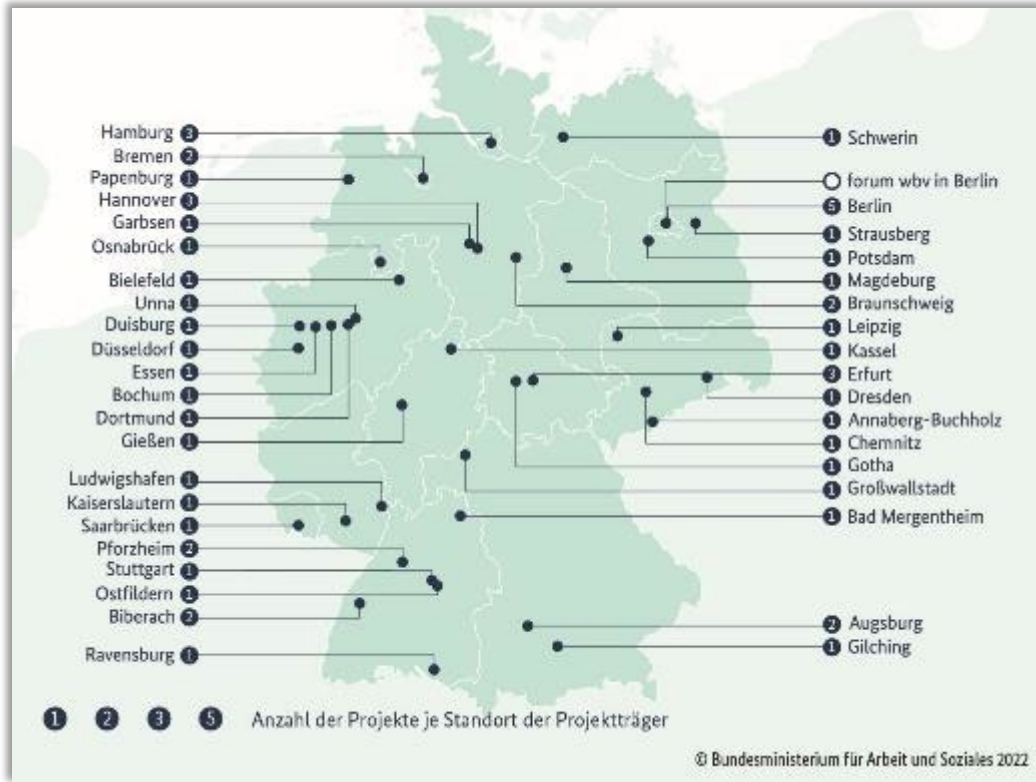 Hamburg 3
Bremen 2
Papenburg 1
Hannover 3
Garbsen 1
Osnabrück 1
Bielefeld 1
Unna 1
Duisburg 1
Düsseldorf 1
Essen 1
Bochum 1
Dortmund 1
Gießen 1
Ludwigshafen 1
Kaiserslautern 1
Saarbrücken 1
Pforzheim 2
Stuttgart 1
Ostfildern 1
Biberach 2
Ravensburg 1
1 Schwerin
forum wbv in Berlin
5 Berlin
1 Strausberg
1 Potsdam
1 Magdeburg
2 Braunschweig
1 Leipzig
1 Kassel
3 Erfurt
1 Dresden
1 Annaberg-Buchholz
1 Chemnitz
1 Gotha
1 Großwallstadt
1 Bad Mergentheim
2 Augsburg
1 Gilching
1 2 3 5 Anzahl der Projekte je Standort der Projektträger
© Bundesministerium für Arbeit und Soziales 2022